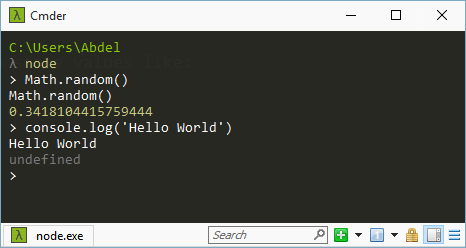 Cmder
C:\Users\Abdel
λ node
> Math.random()
Math.random()
0.3418104415759444
> console.log('Hello World')
Hello World
undefined
>
λ node.exe
Search